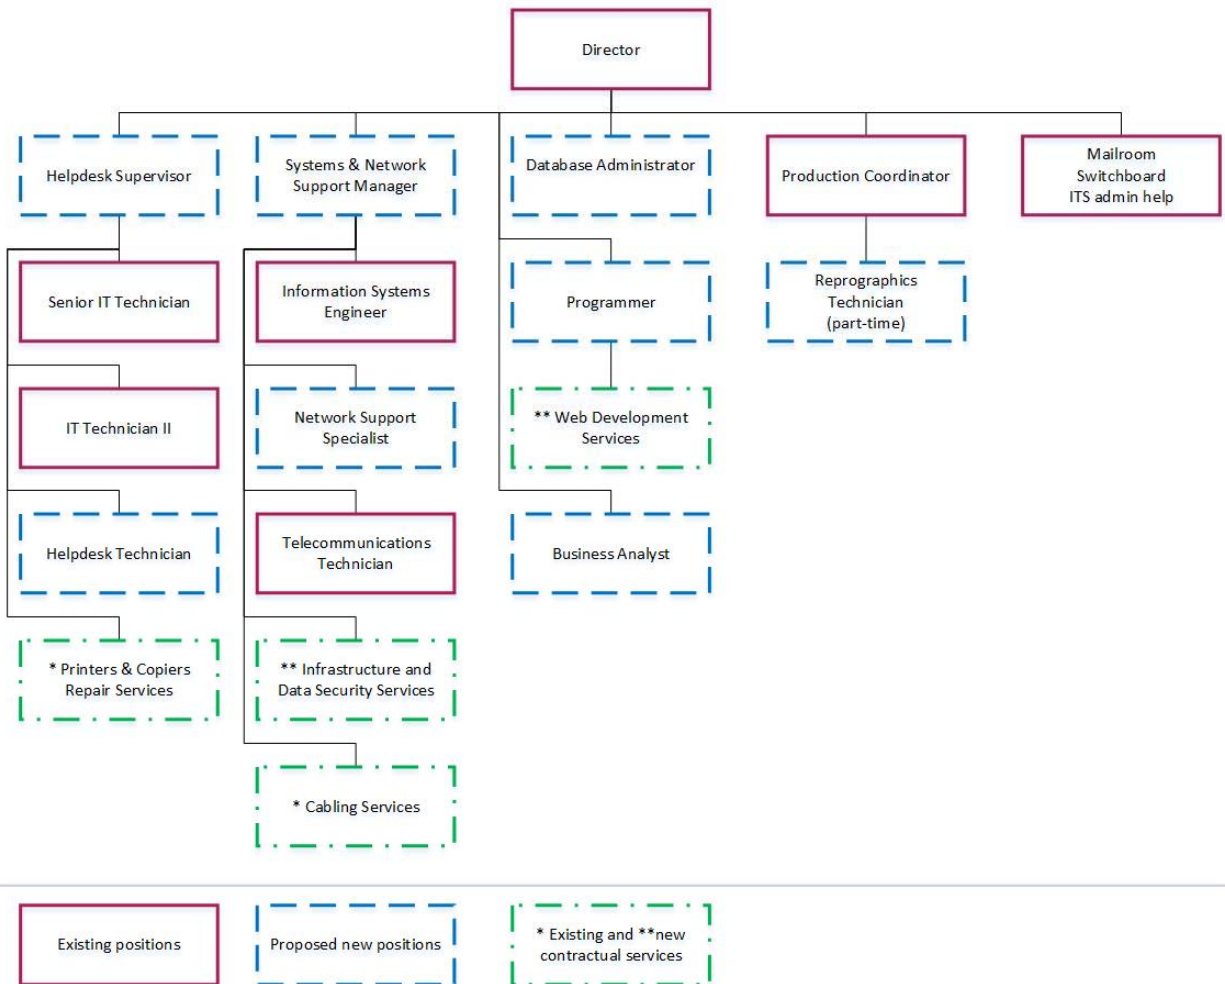 Director
Helpdesk Supervisor
Systems & Network
Support Manager
Database Administrator
Production Coordinator
Mailroom
Switchboard
ITS admin help
Senior IT Technician
Information Systems
Engineer
Programmer
Reprographics
Technician
(part-time)
IT Technician II
Network Support
Specialist
** Web Development
Services
Helpdesk Technician
Telecommunications
Technician
Business Analyst
* Printers & Copiers
Repair Services
** Infrastructure and
Data Security Services
* Cabling Services
Existing positions
Proposed new positions
* Existing and **new
contractual services